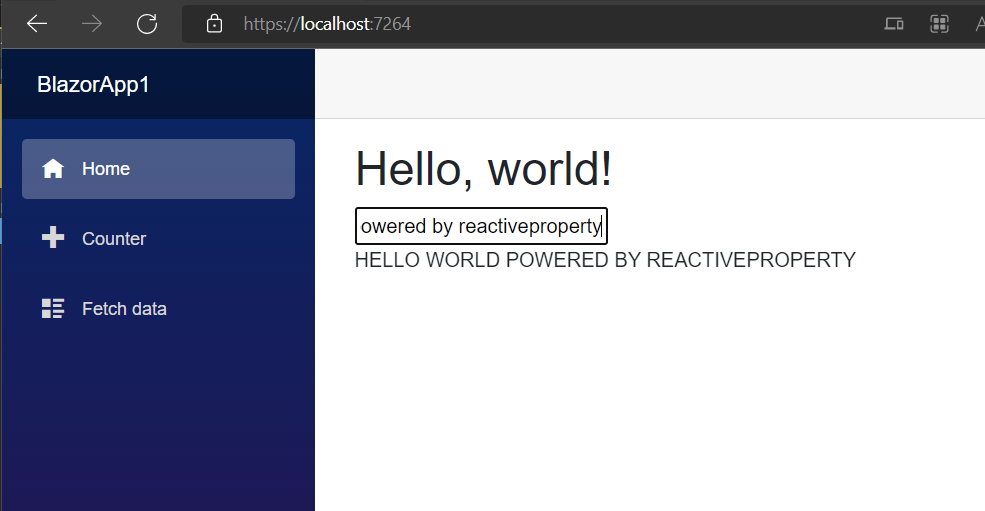 https://localhost:7264
BlazorApp1
Home
Counter
Fetch data
Hello, world!
owered by reactiveproperty
HELLO WORLD POWERED BY REACTIVEPROPERTY